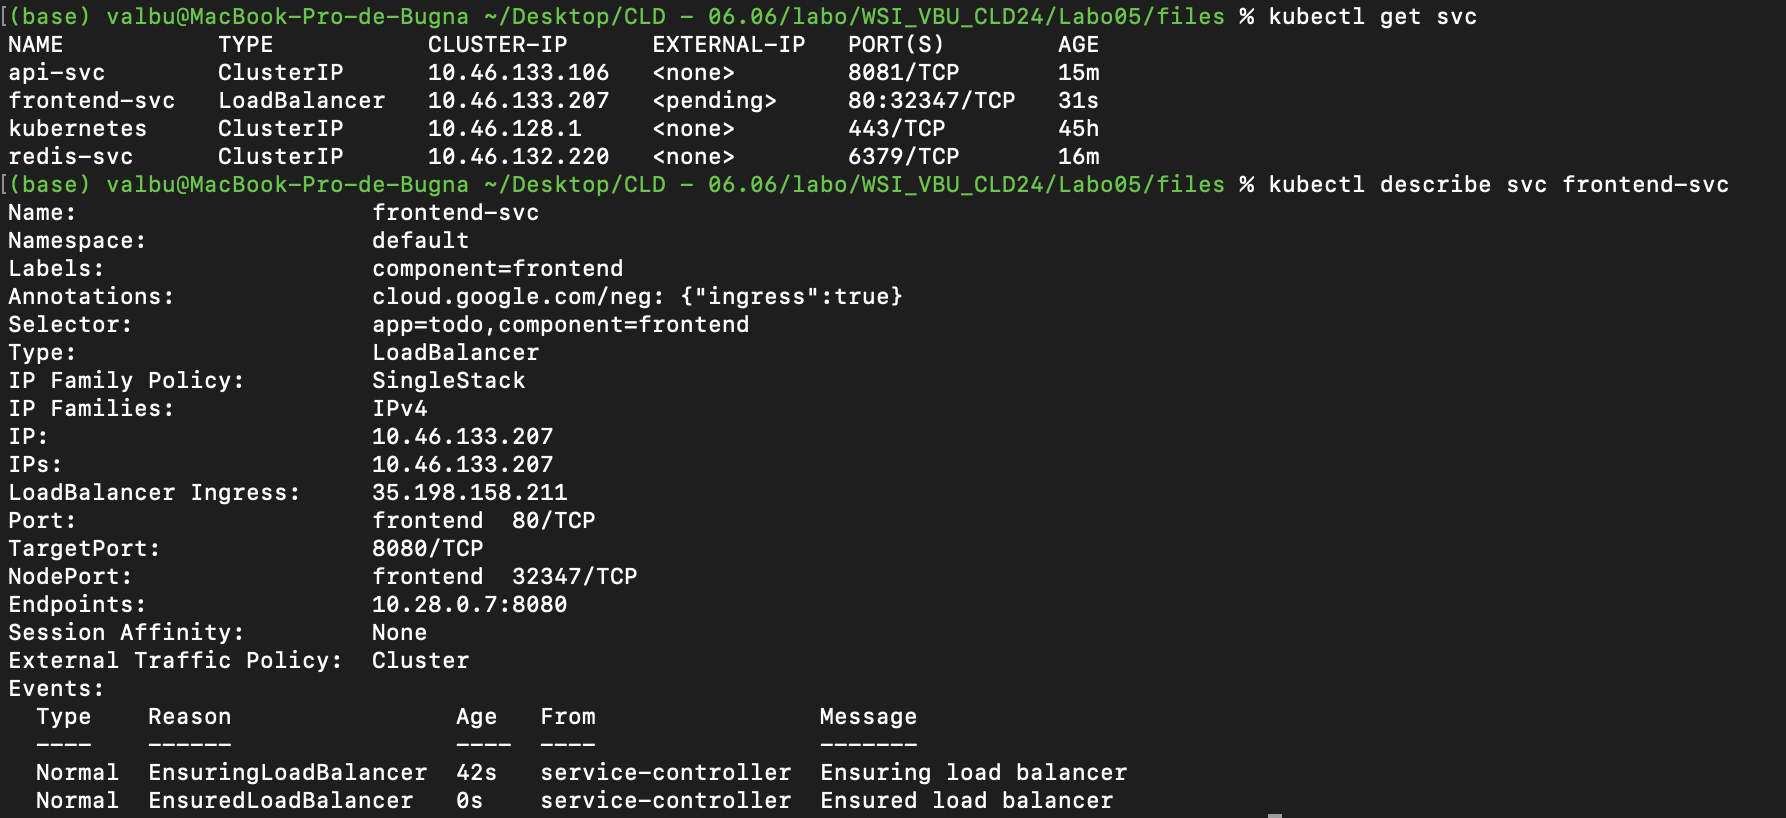 [(base) valbu@MacBook-Pro-de-Bugna ~/Desktop/CLD - 06.06/labo/WSI_VBU_CLD24/Labo05/files % kubectl get svc
NAME TYPE CLUSTER-IP EXTERNAL-IP PORT(S) AGE
api-svc ClusterIP 10.46.133.106 <none> 8081/TCP 15m
frontend-svc LoadBalancer 10.46.133.207 <pending> 80:32347/TCP 31s
kubernetes ClusterIP 10.46.128.1 <none> 443/TCP 45h
redis-svc ClusterIP 10.46.132.220 <none> 6379/TCP 16m
[(base) valbu@MacBook-Pro-de-Bugna ~/Desktop/CLD - 06.06/labo/WSI_VBU_CLD24/Labo05/files % kubectl describe svc frontend-svc
Name: frontend-svc
Namespace: default
Labels: component=frontend
Annotations: cloud.google.com/neg: {"ingress":true}
Selector: app=todo,component=frontend
Type: LoadBalancer
IP Family Policy: SingleStack
IP Families: IPv4
IP: 10.46.133.207
IPs: 10.46.133.207
LoadBalancer Ingress: 35.198.158.211
Port: frontend 80/TCP
TargetPort: 8080/TCP
NodePort: frontend 32347/TCP
Endpoints: 10.28.0.7:8080
Session Affinity: None
External Traffic Policy: Cluster
Events:
Type Reason Age From Message
---- ------ ---- ---- -------
Normal EnsuringLoadBalancer 42s service-controller Ensuring load balancer
Normal EnsuredLoadBalancer 0s service-controller Ensured load balancer